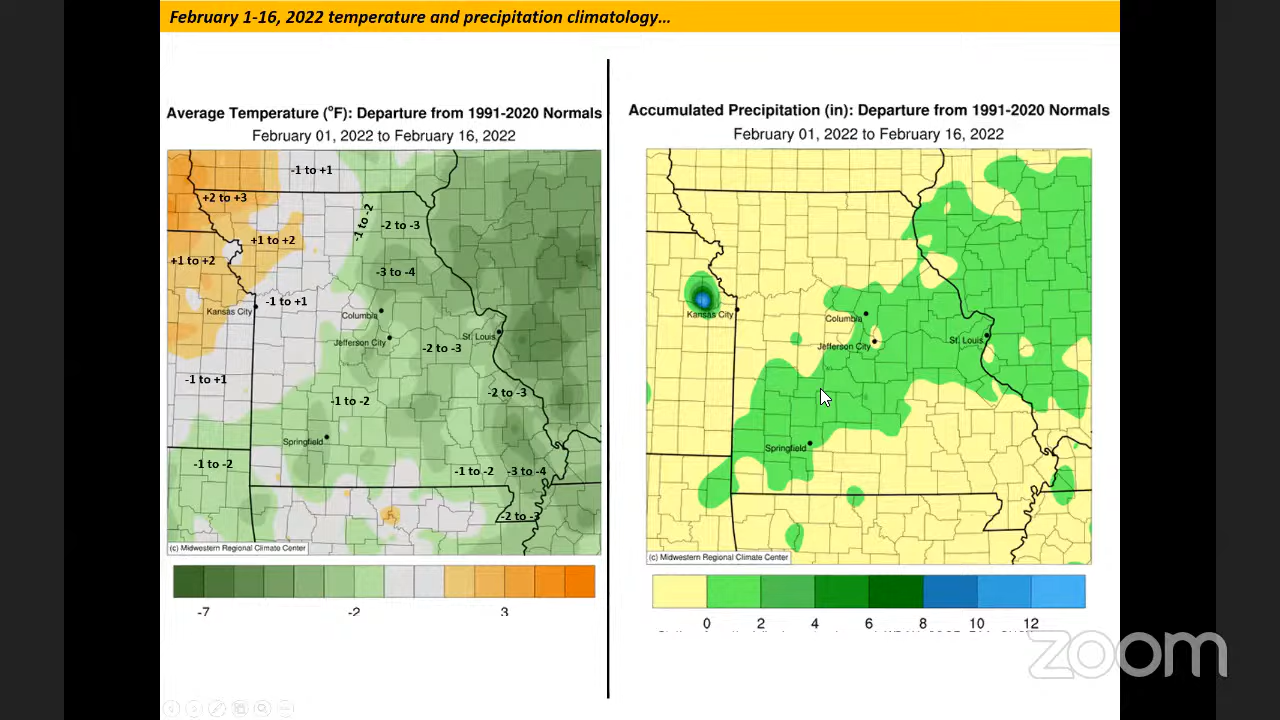 February 1-16, 2022 temperature and precipitation climatology…
Average Temperature (°F): Departure from 1991-2020 Normals
February 01, 2022 to February 16, 2022
-1 to +1
+2 to +3
-1 to -2
-2 to -3
+1 to +2
+1 to +2
-3 to -4
-1 to +1
Kansas City
Columbia
St. Louis
Jefferson City
-2 to -3
-1 to +1
-2 to -3
-1 to -2
Springfield
-1 to -2
-1 to -2
-3 to -4
-2 to -3
(c) Midwestern Regional Climate Center
-7
-2
3
Accumulated Precipitation (in): Departure from 1991-2020 Normals
February 01, 2022 to February 16, 2022
Kansas City
Columbia
St. Louis
Jefferson City
Springfield
(c) Midwestern Regional Climate Center
0 2 4 6 8 10 12
zoom